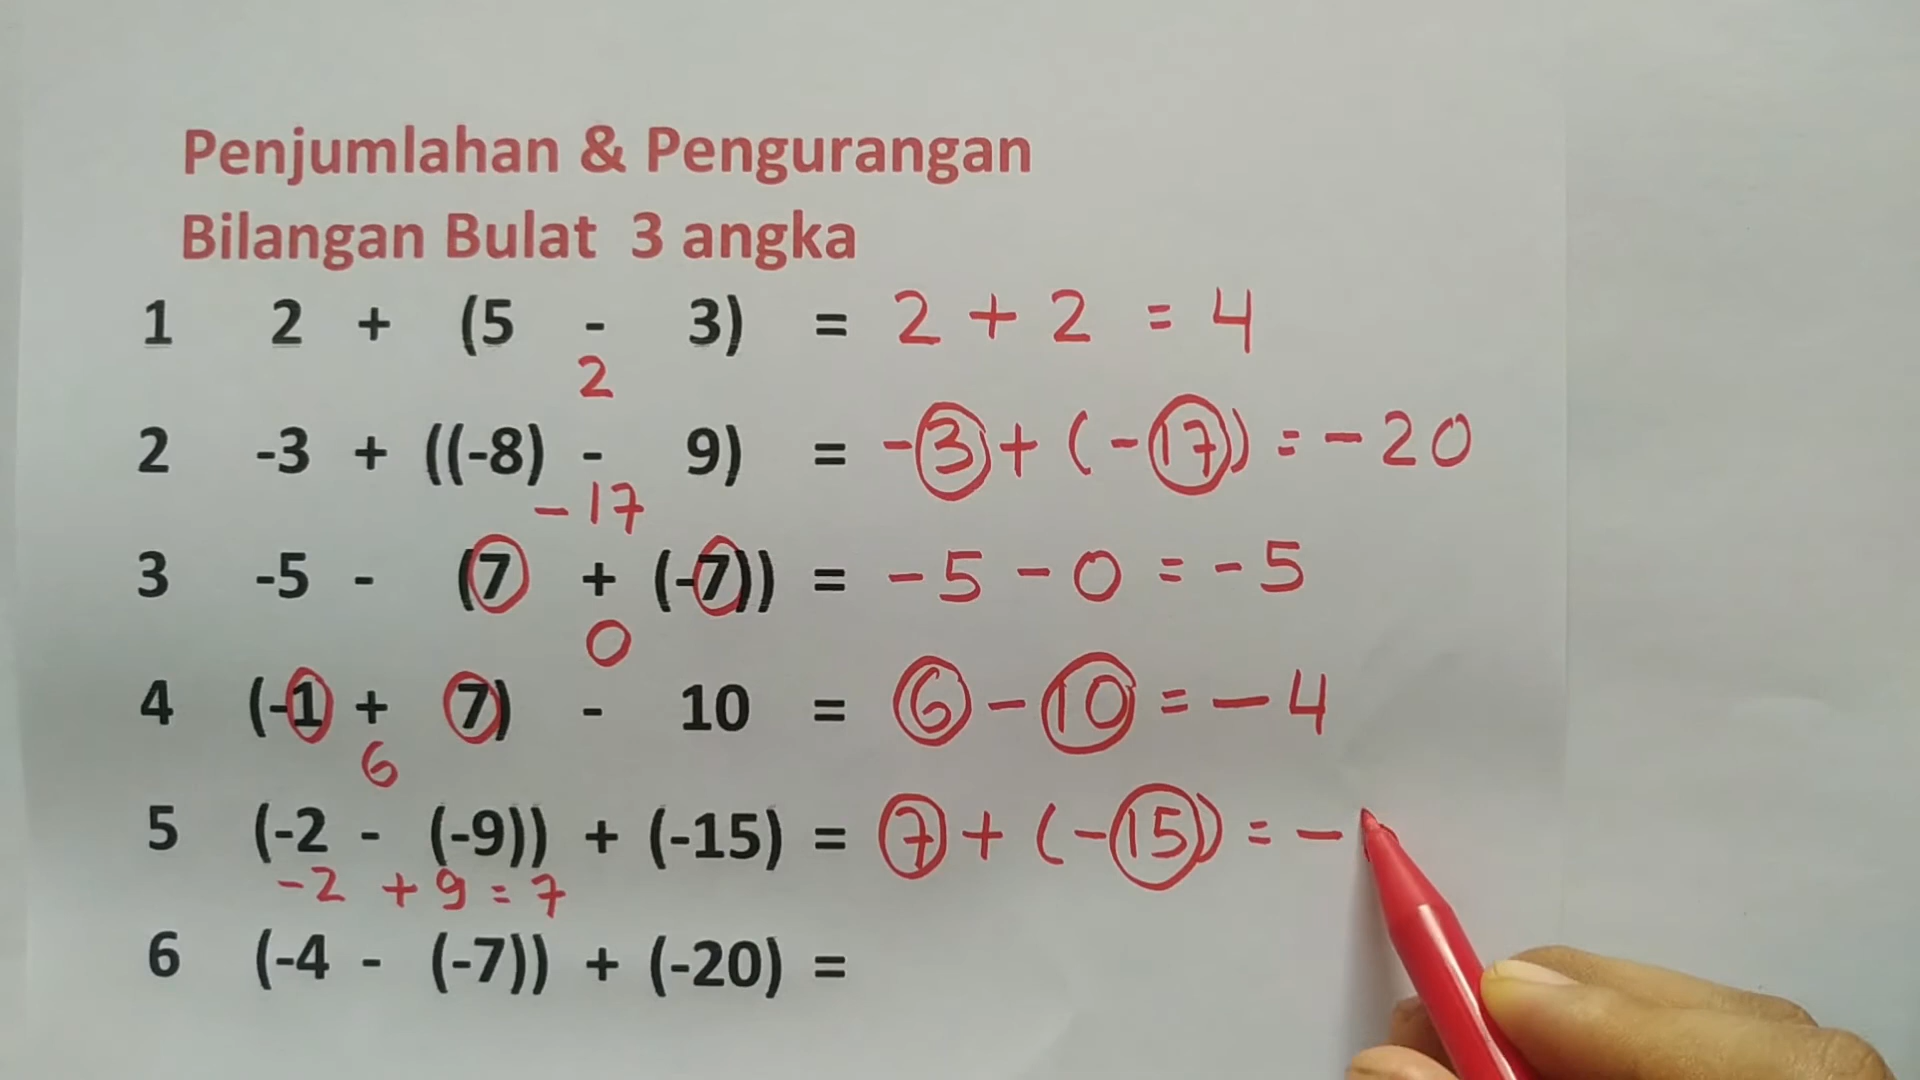 Penjumlahan & Pengurangan
Bilangan Bulat 3 angka
1 2 + (5 - 3) = 2 + 2 = 4
2
2 -3 + ((-8) - 9) = -3 + (-17) = -20
-17
3 -5 - (7 + (-7)) = -5 - 0 = -5
0
4 (-1 + 7) - 10 = 6 - 10 = -4
6
5 (-2 - (-9)) + (-15) = 7 + (-15) = -
-2 + 9 = 7
6 (-4 - (-7)) + (-20) =